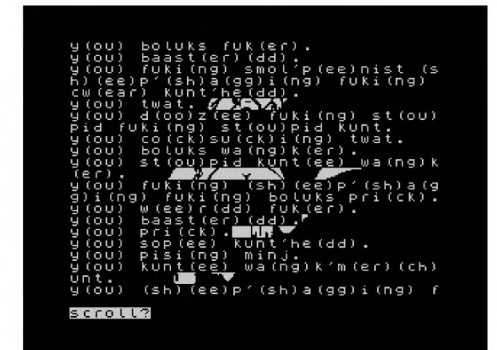 y(ou) boluks fuk(er).
y(ou) baast(er)(dd).
y(ou) fuki(ng) smol'p(ee)nist (s
h)(ee)p'(sh)a(gg)i(ng) fuki(ng)
cw(ear) kunt'he(dd).
y(ou) twat.
y(ou) d(oo)z(ee) fuki(ng) st(ou)
pid fuki(ng) st(ou)pid kunt.
y(ou) co(ck)su(ck)i(ng) twat.
y(ou) boluks wa(ng)k(er).
y(ou) st(ou)pid kunt(ee) wa(ng)k
(er).
y(ou) fuki(ng) (sh)(ee)p'(sh)a(g
g)i(ng) fuki(ng) boluks pri(ck).
y(ou) w(ee)r(dd) fuk(er).
y(ou) baast(er)(dd).
y(ou) pri(ck).
y(ou) sop(ee) kunt'he(dd).
y(ou) pisi(ng) minj.
y(ou) kunt(ee) wa(ng)k'm(er)(ch)
unt.
y(ou) (sh)(ee)p'(sh)a(gg)i(ng) f
scroll?